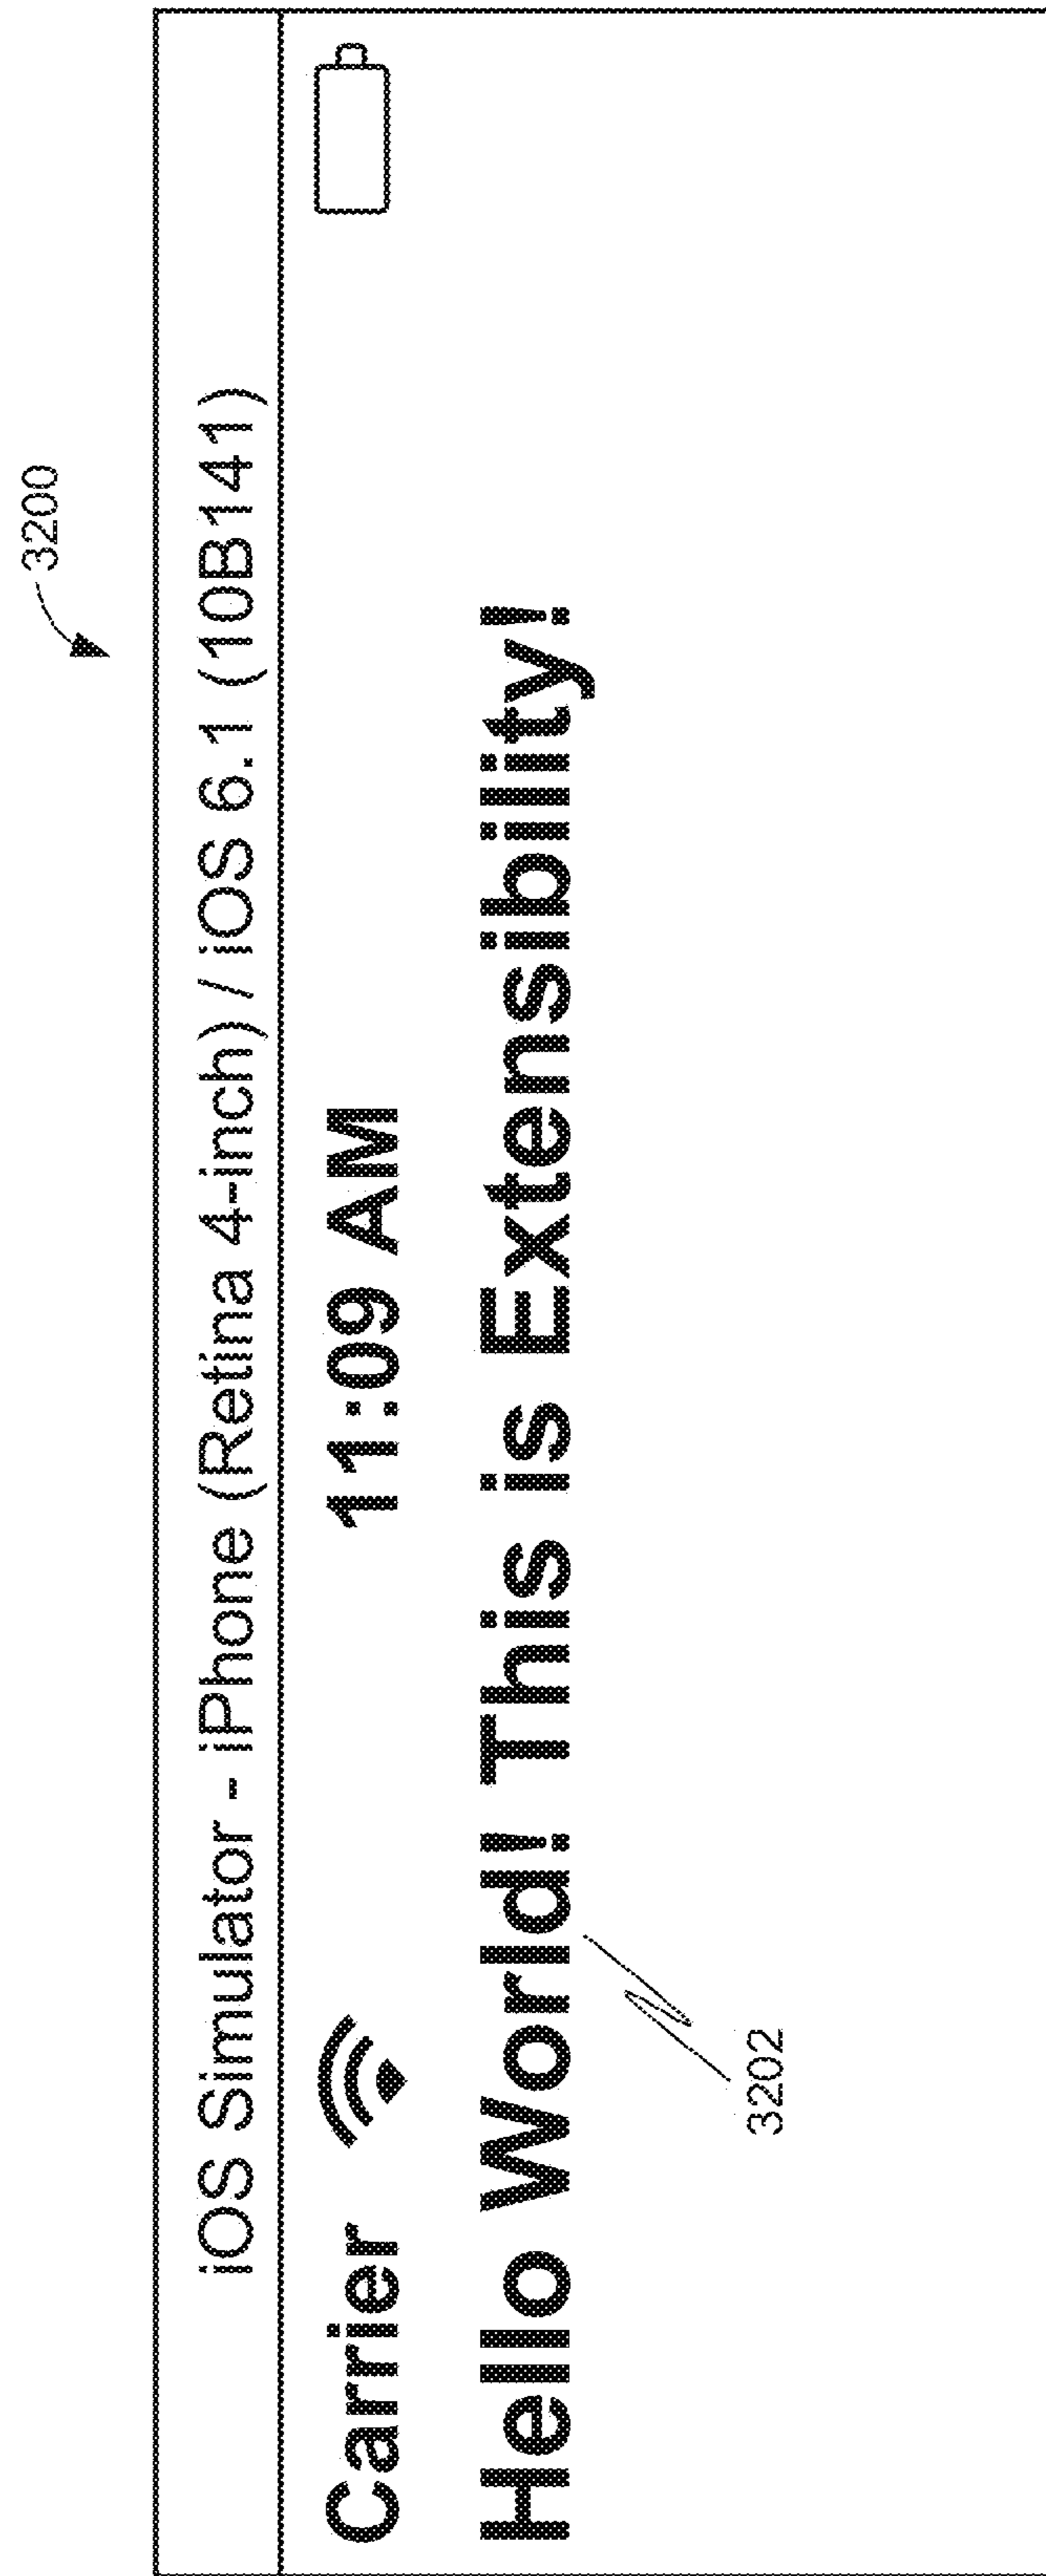 3200
iOS Simulator - iPhone (Retina 4-inch) / iOS 6.1 (10B141)
Carrier 11:09 AM
Hello World! This is Extensibility!
3202